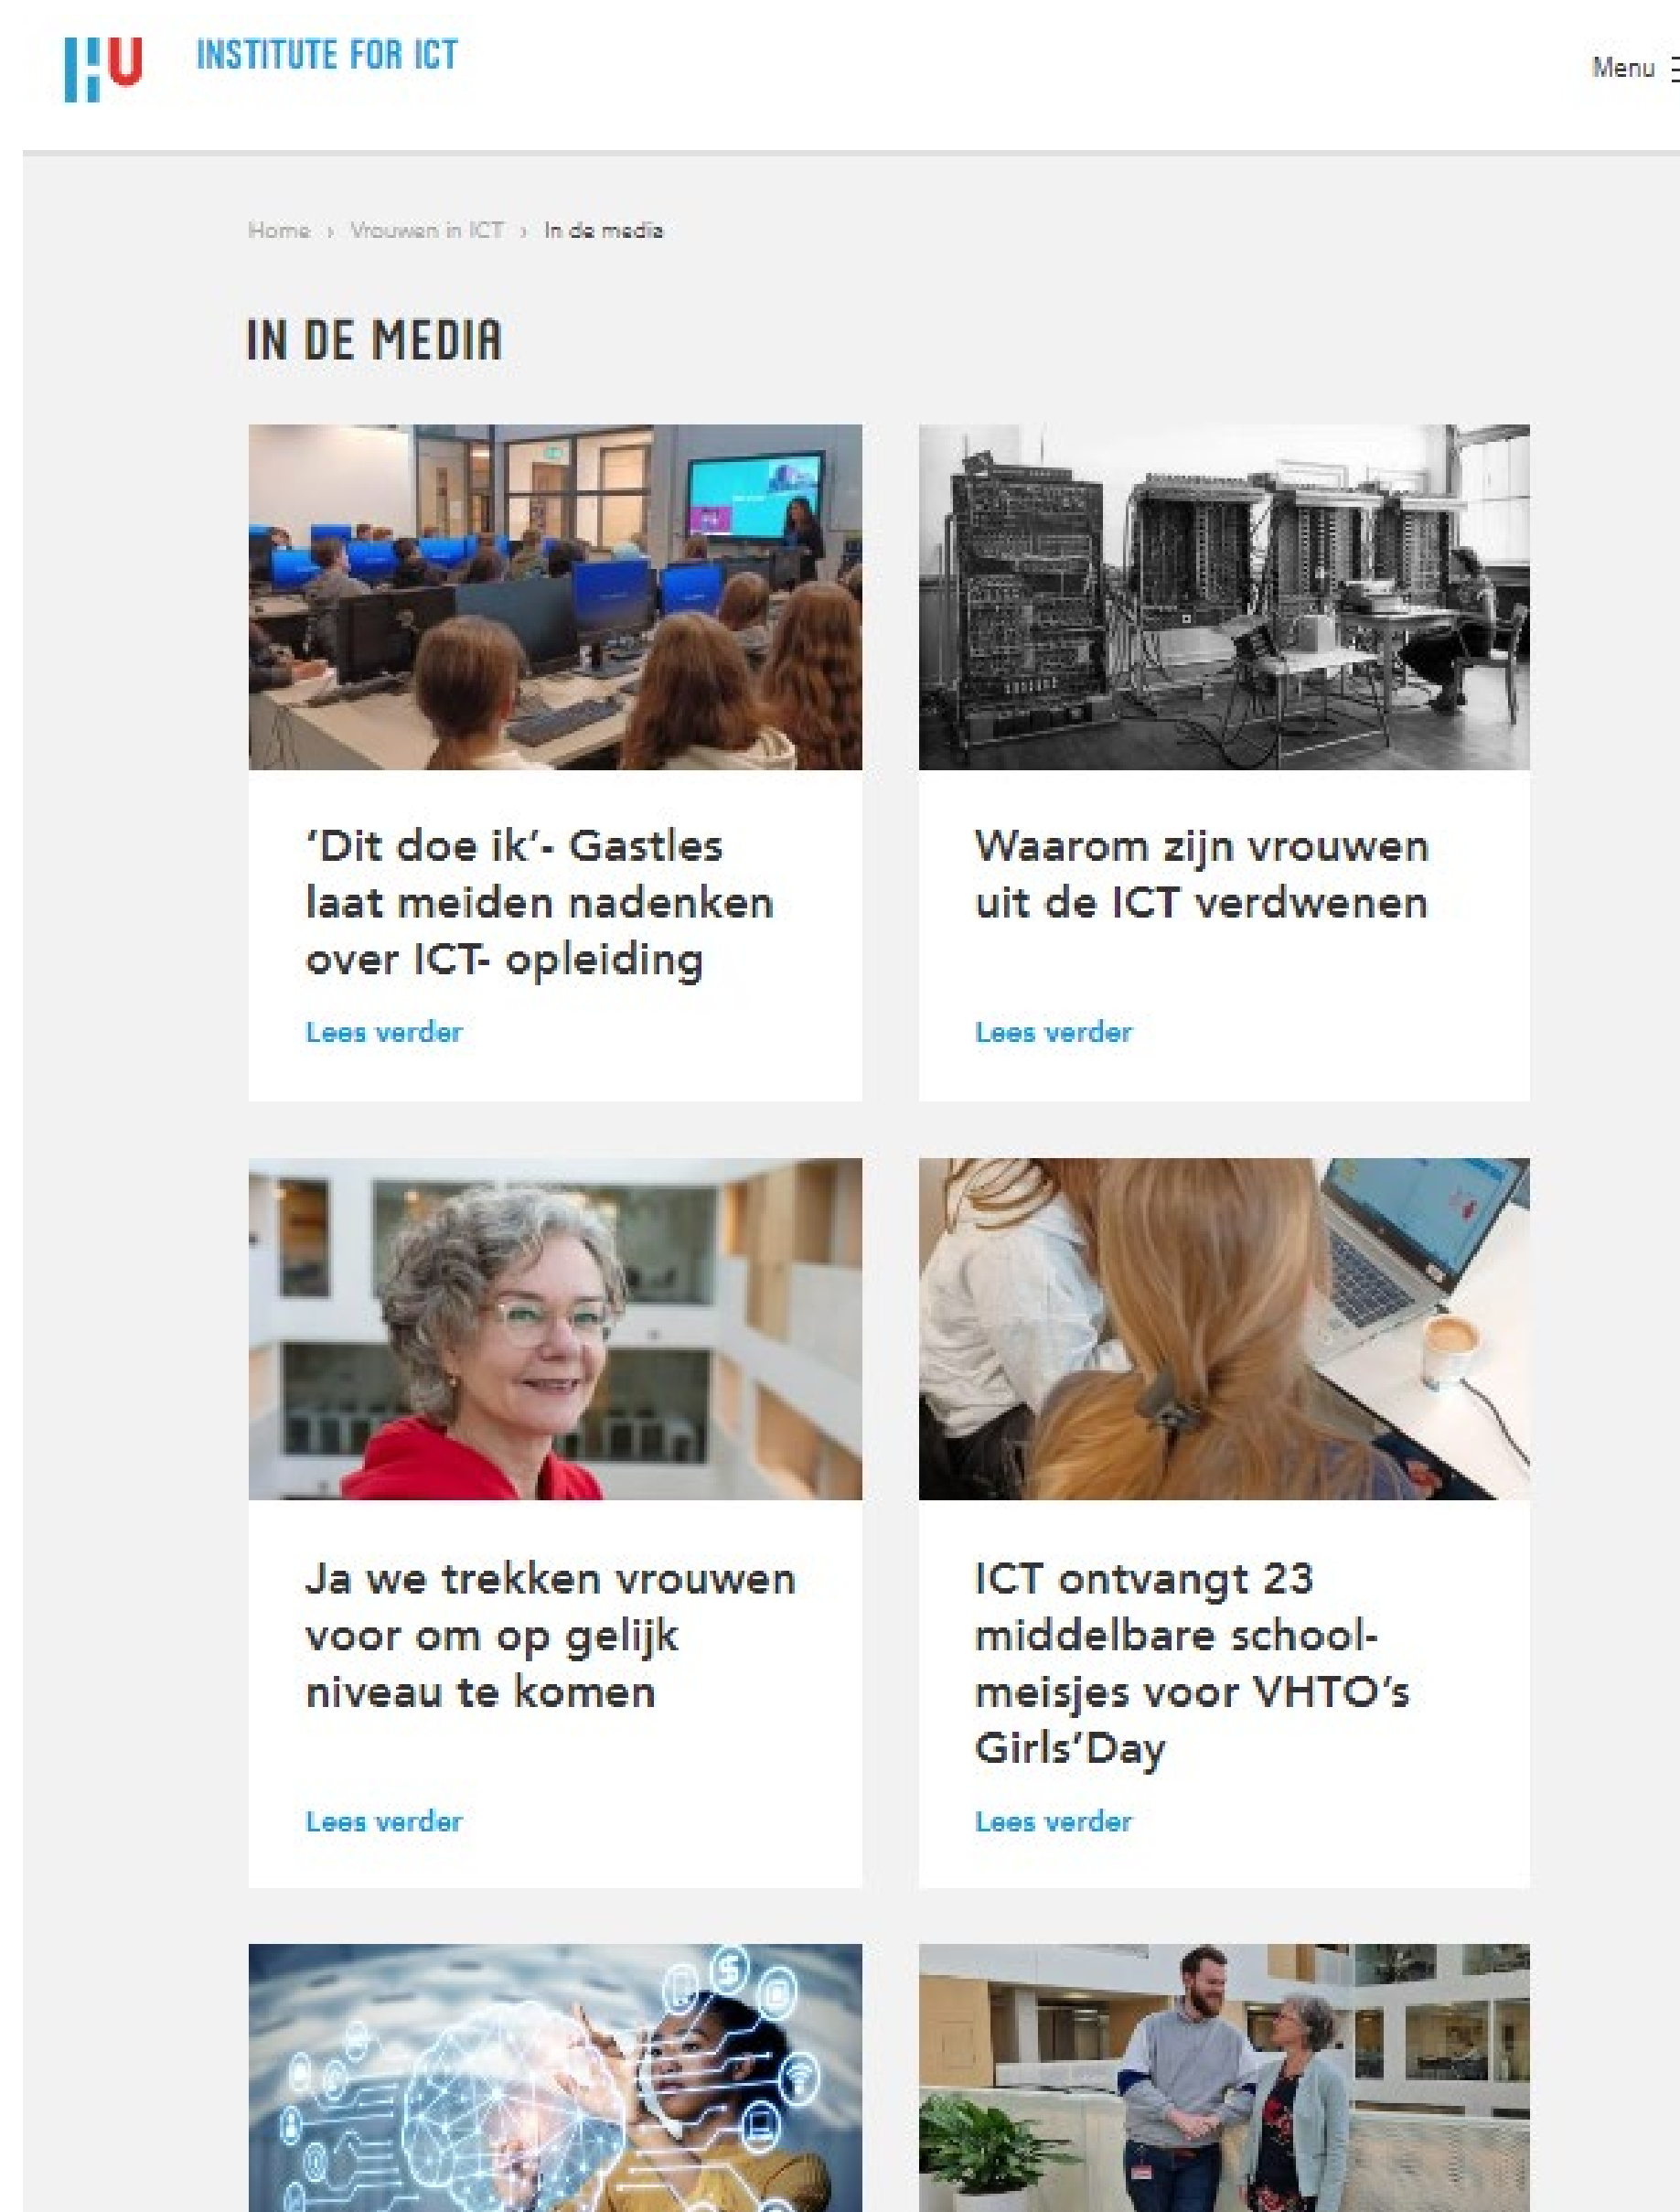 HU INSTITUTE FOR ICT
Menu
Home › Vrouwen in ICT › In de media
IN DE MEDIA
‘Dit doe ik’- Gastles
laat meiden nadenken
over ICT- opleiding
Lees verder
Waarom zijn vrouwen
uit de ICT verdwenen
Lees verder
Ja we trekken vrouwen
voor om op gelijk
niveau te komen
Lees verder
ICT ontvangt 23
middelbare school-
meisjes voor VHTO’s
Girls’Day
Lees verder